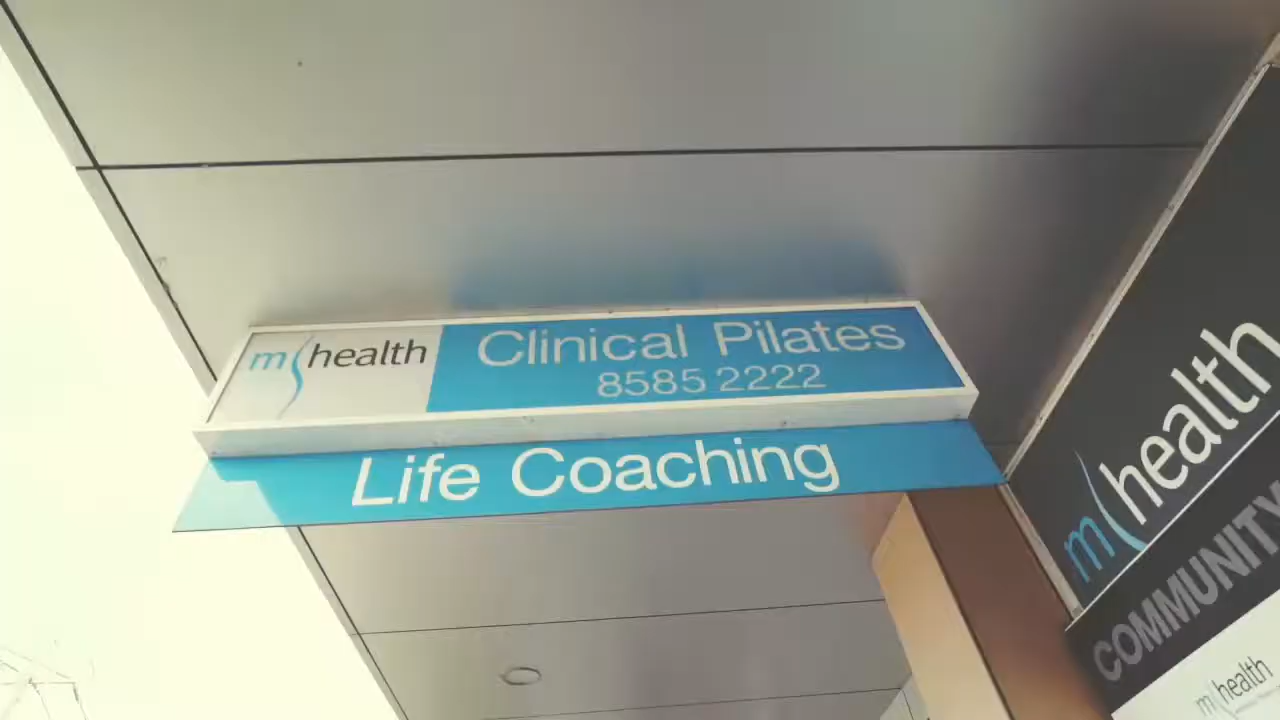 m health
Clinical Pilates
8585 2222
Life Coaching
m health
COMMUNITY
m health